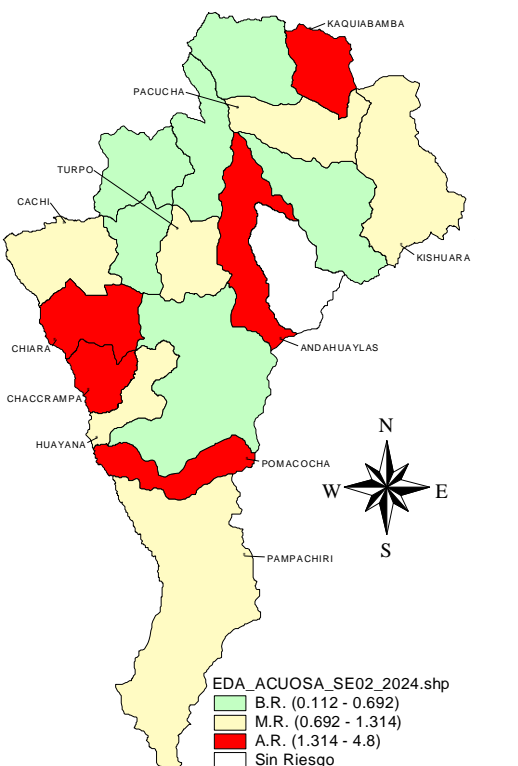 KAQUIABAMBA
PACUCHA
TURPO
CACHI
KISHUARA
ANDAHUAYLAS
CHIARA
CHACCRAMPA
HUAYANA
POMACOCHA
PAMPACHIRI
N
W
E
S
EDA_ACUOSA_SE02_2024.shp
B.R. (0.112 - 0.692)
M.R. (0.692 - 1.314)
A.R. (1.314 - 4.8)
Sin Riesgo